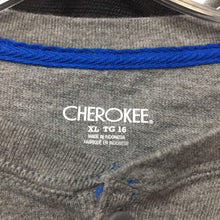 CHEROKEE.
XL TG 16
MADE IN INDONESIA
FABRIQUÉ EN INDONÉSIE